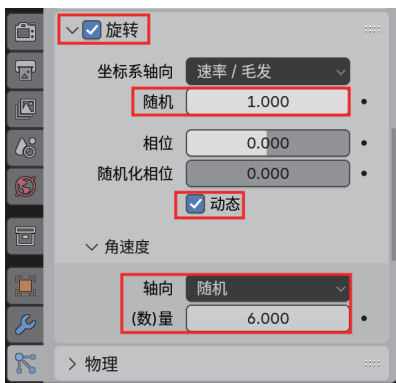 旋转
坐标系轴向 速率 / 毛发
随机 1.000
相位 0.000
随机化相位 0.000
动态
角速度
轴向 随机
(数)量 6.000
物理